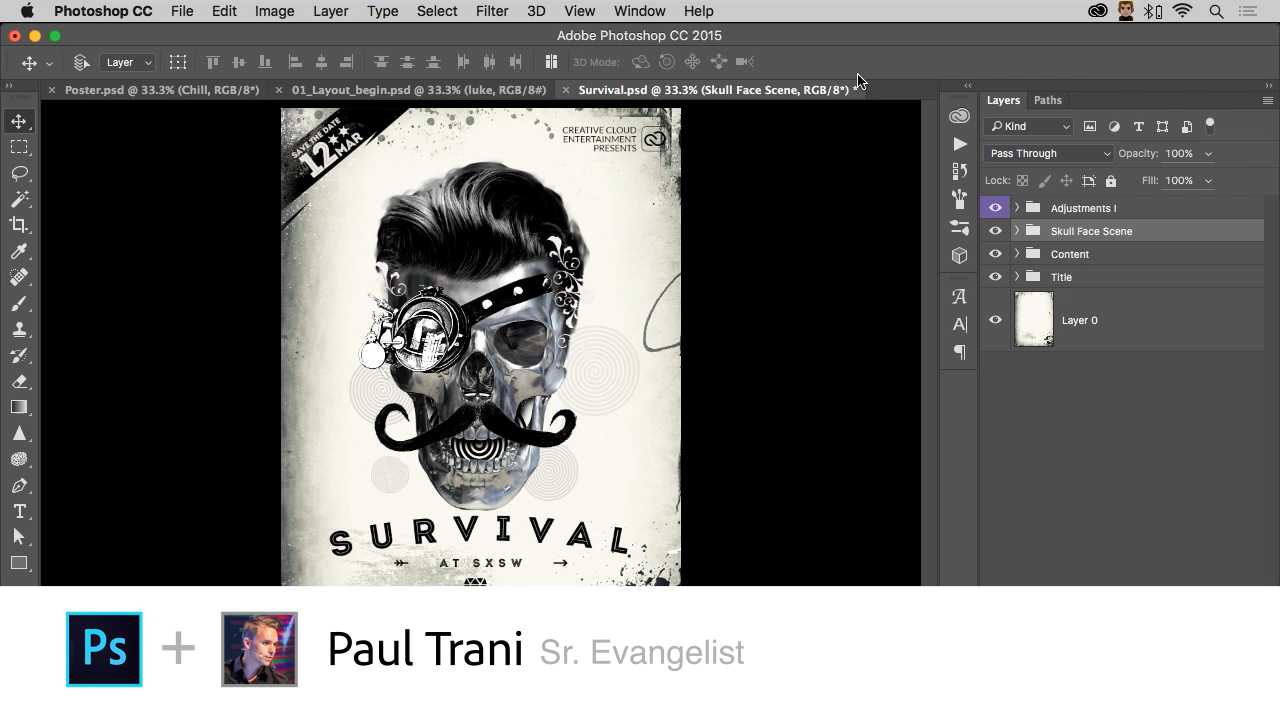 Photoshop CC File Edit Image Layer Type Select Filter 3D View Window Help
Adobe Photoshop CC 2015
Layer 3D Mode:
Poster.psd @ 33.3% (Chill, RGB/8*) 01_Layout_begin.psd @ 33.3% (luke, RGB/8#) Survival.psd @ 33.3% (Skull Face Scene, RGB/8*) *
Layers Paths
Kind
Pass Through Opacity: 100%
Lock: Fill: 100%
Adjustments I
Skull Face Scene
Content
Title
Layer 0
SAVE THE DATE
12 MAR
CREATIVE CLOUD
ENTERTAINMENT
PRESENTS
SURVIVAL
AT SXSW
Ps + Paul Trani Sr. Evangelist